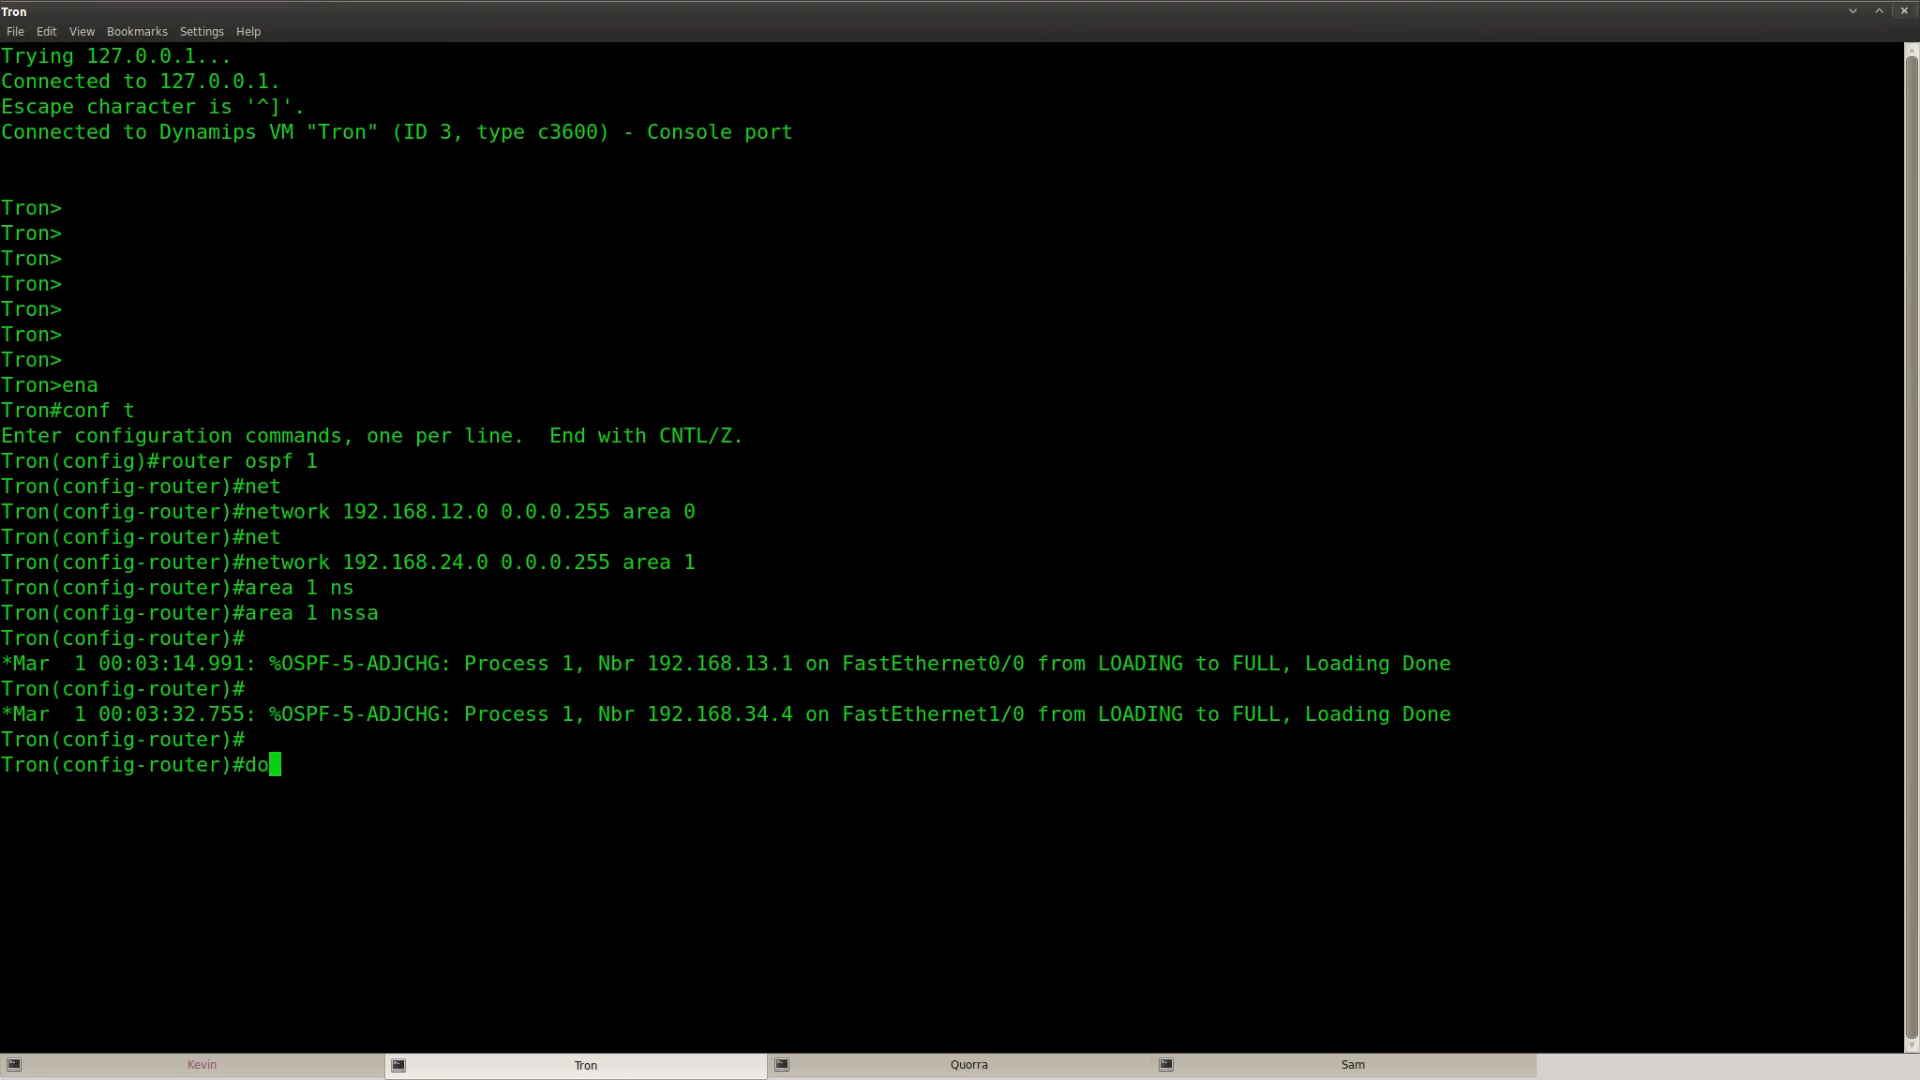 Tron
File Edit View Bookmarks Settings Help
Trying 127.0.0.1...
Connected to 127.0.0.1.
Escape character is '^]'.
Connected to Dynamips VM "Tron" (ID 3, type c3600) - Console port
Tron>
Tron>
Tron>
Tron>
Tron>
Tron>
Tron>
Tron>ena
Tron#conf t
Enter configuration commands, one per line.  End with CNTL/Z.
Tron(config)#router ospf 1
Tron(config-router)#net
Tron(config-router)#network 192.168.12.0 0.0.0.255 area 0
Tron(config-router)#net
Tron(config-router)#network 192.168.24.0 0.0.0.255 area 1
Tron(config-router)#area 1 ns
Tron(config-router)#area 1 nssa
Tron(config-router)#
*Mar  1 00:03:14.991: %OSPF-5-ADJCHG: Process 1, Nbr 192.168.13.1 on FastEthernet0/0 from LOADING to FULL, Loading Done
Tron(config-router)#
*Mar  1 00:03:32.755: %OSPF-5-ADJCHG: Process 1, Nbr 192.168.34.4 on FastEthernet1/0 from LOADING to FULL, Loading Done
Tron(config-router)#
Tron(config-router)#do
Kevin Tron Quorra Sam